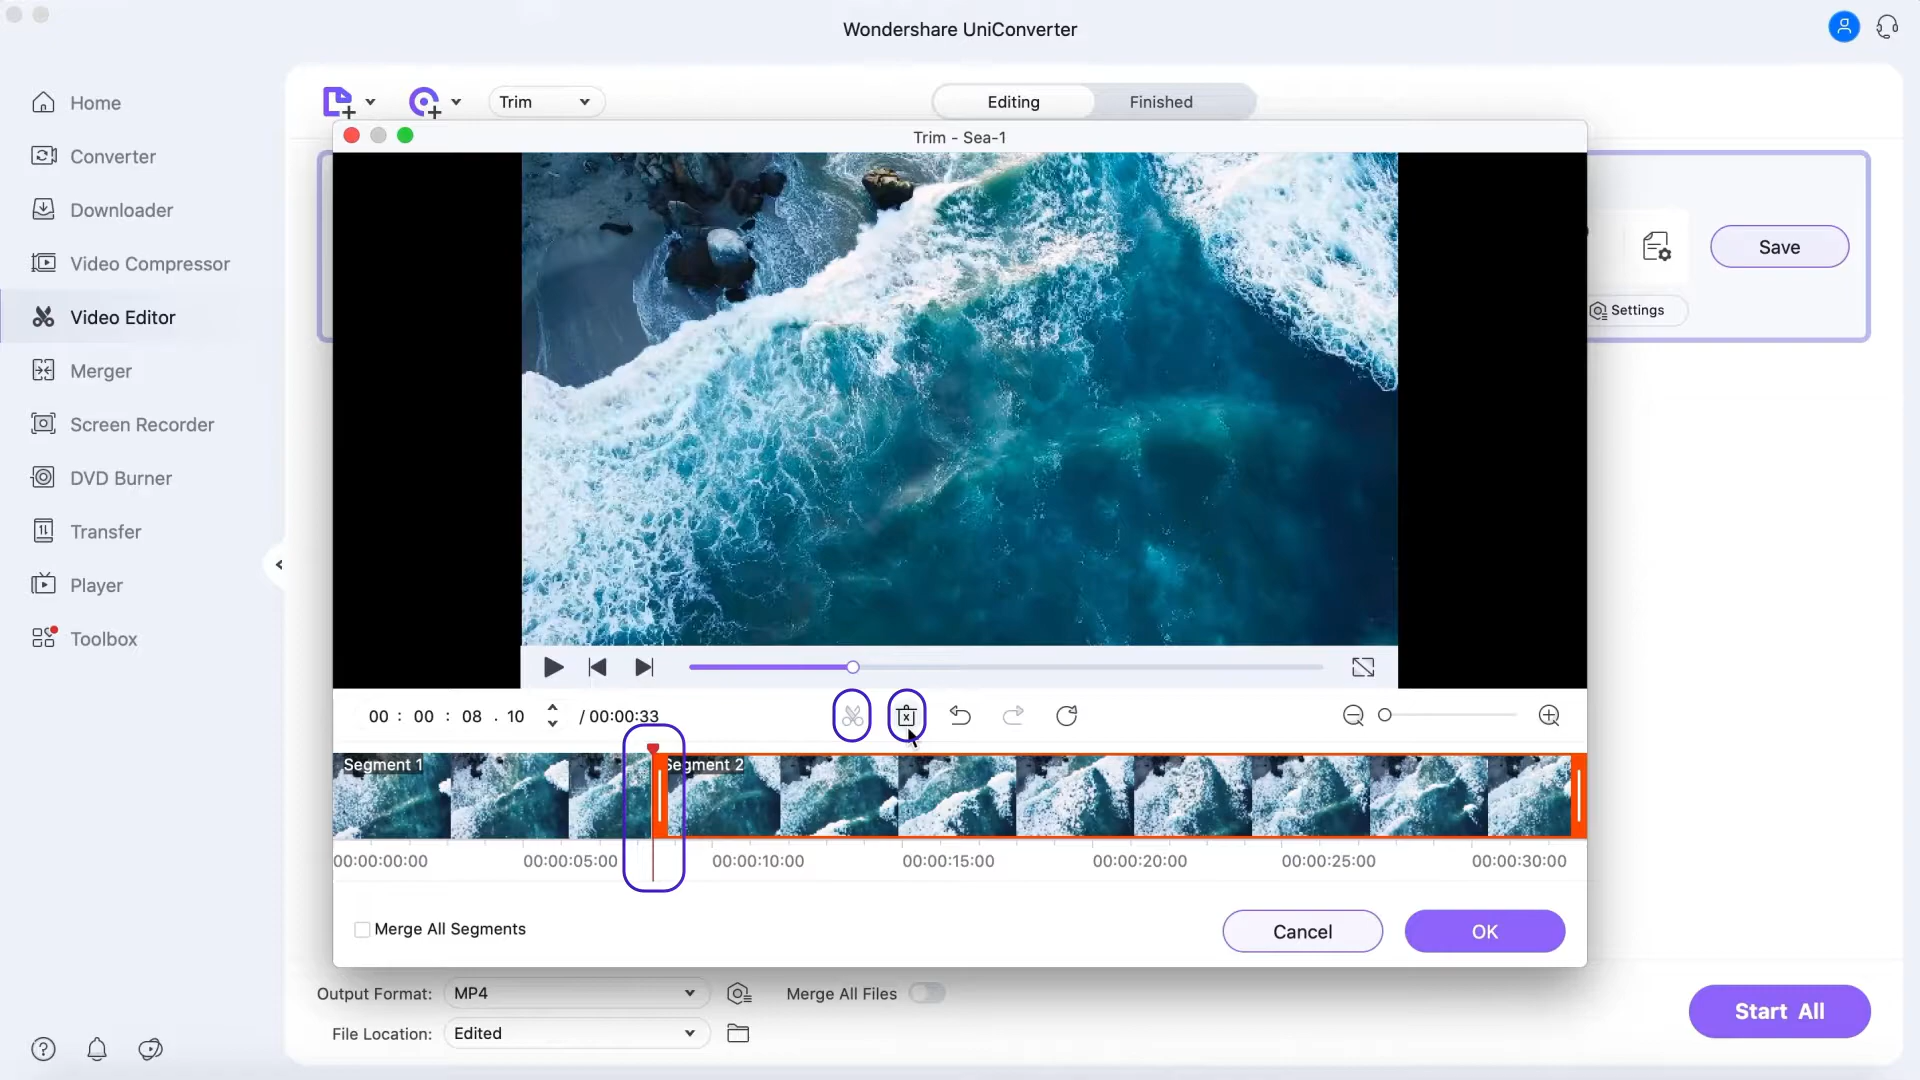 Wondershare UniConverter
Home
Converter
Downloader
Video Compressor
Video Editor
Merger
Screen Recorder
DVD Burner
Transfer
Player
Toolbox
Trim
Editing
Finished
Trim - Sea-1
Save
Settings
00 : 00 : 08 . 10
/ 00:00:33
Segment 1
Segment 2
00:00:00:00
00:00:05:00
00:00:10:00
00:00:15:00
00:00:20:00
00:00:25:00
00:00:30:00
Merge All Segments
Cancel
OK
Output Format:
MP4
Merge All Files
File Location:
Edited
Start All